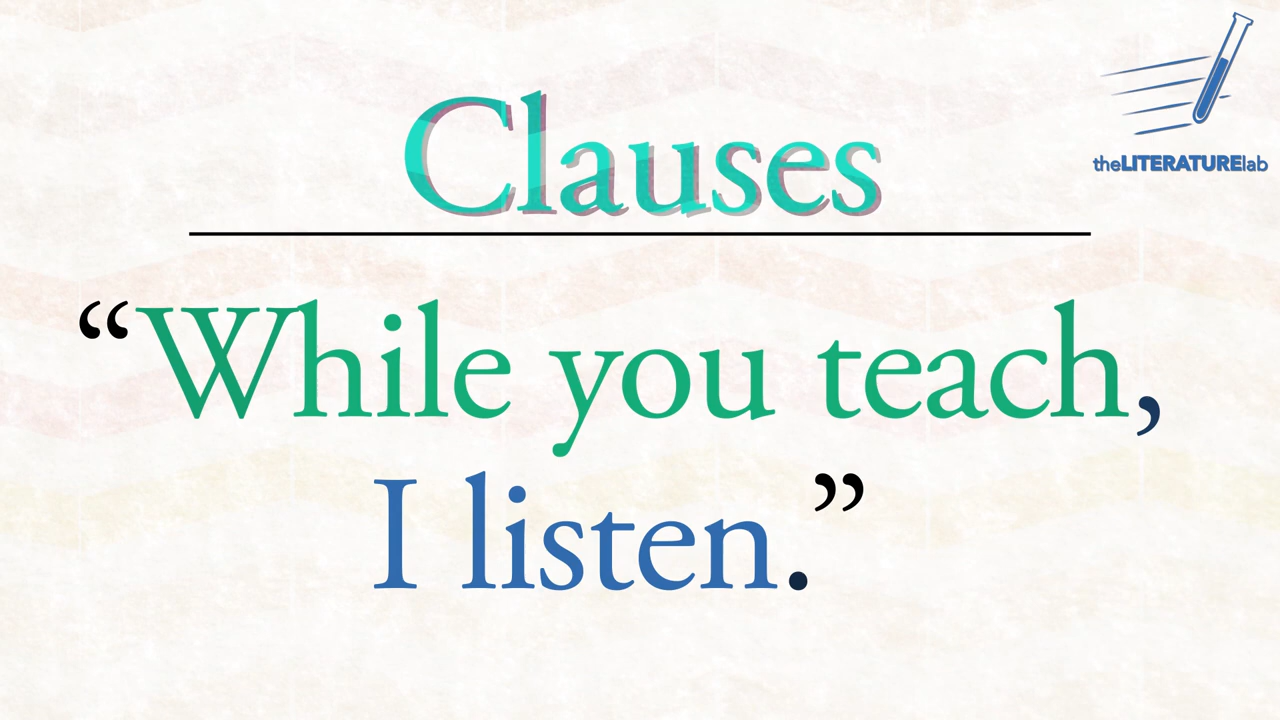 Clauses
theLITERATURElab
“While you teach,
I listen.”